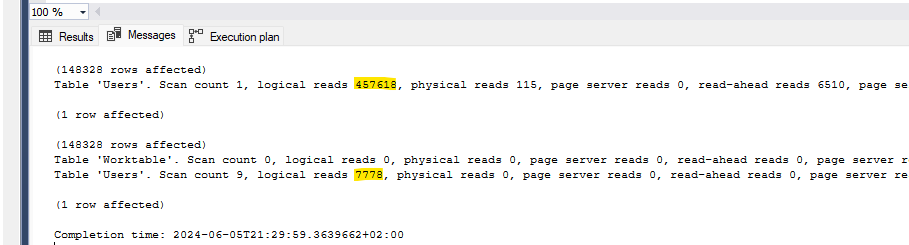 100 %
Results Messages Execution plan
(148328 rows affected)
Table 'Users'. Scan count 1, logical reads 457618, physical reads 115, page server reads 0, read-ahead reads 6510, page se
(1 row affected)
(148328 rows affected)
Table 'Worktable'. Scan count 0, logical reads 0, physical reads 0, page server reads 0, read-ahead reads 0, page server r
Table 'Users'. Scan count 9, logical reads 7778, physical reads 0, page server reads 0, read-ahead reads 0, page server re
(1 row affected)
Completion time: 2024-06-05T21:29:59.3639662+02:00